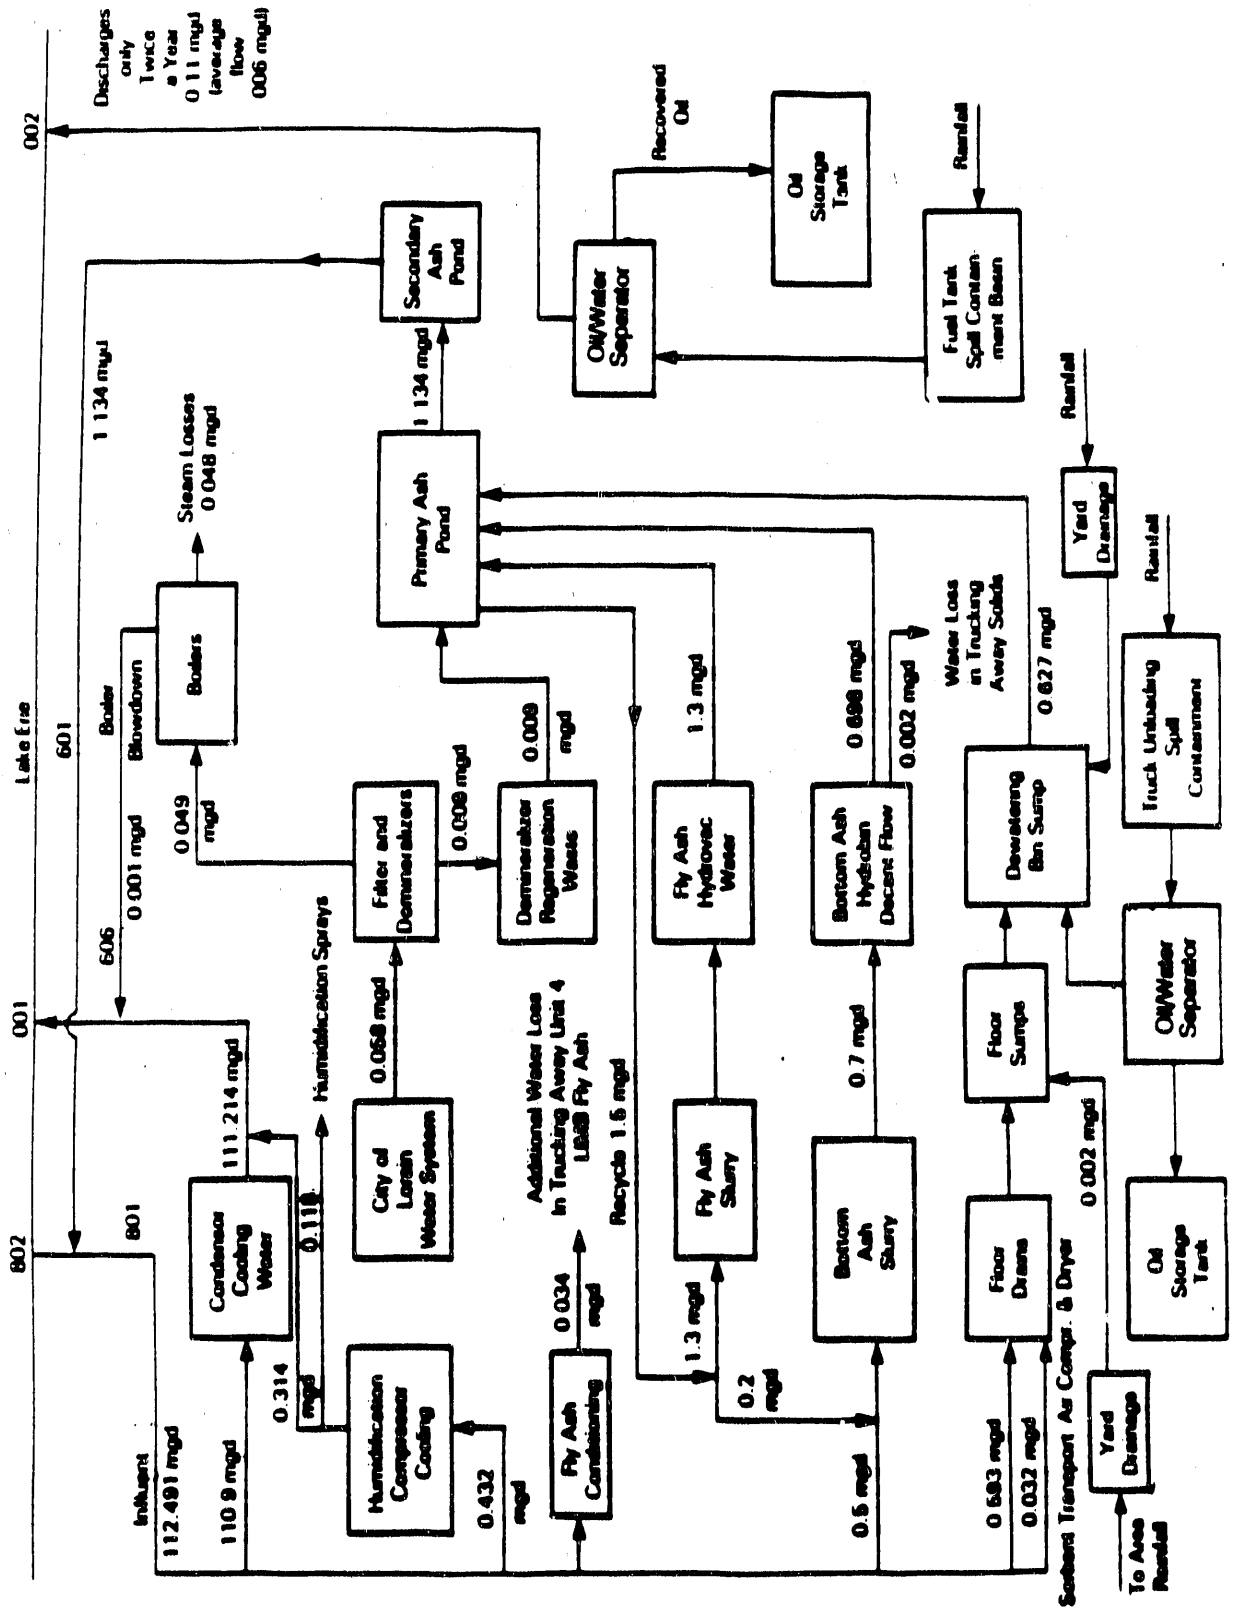 802
001
Lake Erie
002
801
606
601
Influent
112.491 mgd
0 001 mgd
Boiler
Blowdown
1 134 mgd
Discharges
only
Twice
a Year
0 11 mgd
(average
flow
006 mgd)
110 9 mgd
Condensor
Cooling
Water
111.214 mgd
0.049
mgd
Boilers
Steam Losses
0 048 mgd
0.314
mgd
0.118
Humidification Sprays
Humidification
Compressor
Cooling
0.432
mgd
City of
Lorain
Water System
0.058 mgd
Filter and
Demineralizers
0.009 mgd
Demineralizer
Regeneration
Waste
0.009
mgd
Primary Ash
Pond
1 134 mgd
Secondary
Ash
Pond
Fly Ash
Conditioning
0 034
mgd
Additional Water Loss
In Trucking Away Unit 4
Fly Ash
Recycle 1.5 mgd
Oil/Water
Separator
Recovered
Oil
Oil
Storage
Tank
1.3 mgd
0.2
mgd
Fly Ash
Slurry
Fly Ash
Hydrovac
Water
1.3 mgd
0.5 mgd
Bottom
Ash
Slurry
0.7 mgd
Bottom Ash
Hydrobin
Decant Flow
0 698 mgd
0.002 mgd
Water Loss
in Trucking
Away Solids
Fuel Tank
Spill Contain-
ment Basin
Rainfall
0 593 mgd
0.032 mgd
Floor
Drains
Floor
Sumps
Dewatering
Bin Sump
0.627 mgd
Yard
Drainage
Rainfall
Sorbent Transport Air Compr. & Dryer
0 002 mgd
Yard
Drainage
To Area
Rainfall
Oil
Storage
Tank
Oil/Water
Separator
Truck Unloading
Spill
Containment
Rainfall